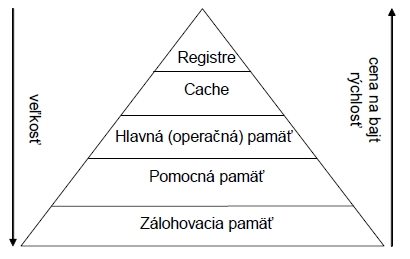 Registre
Cache
Hlavná (operačná) pamäť
Pomocná pamäť
Zálohovacia pamäť
veľkosť
cena na bajt
rýchlosť